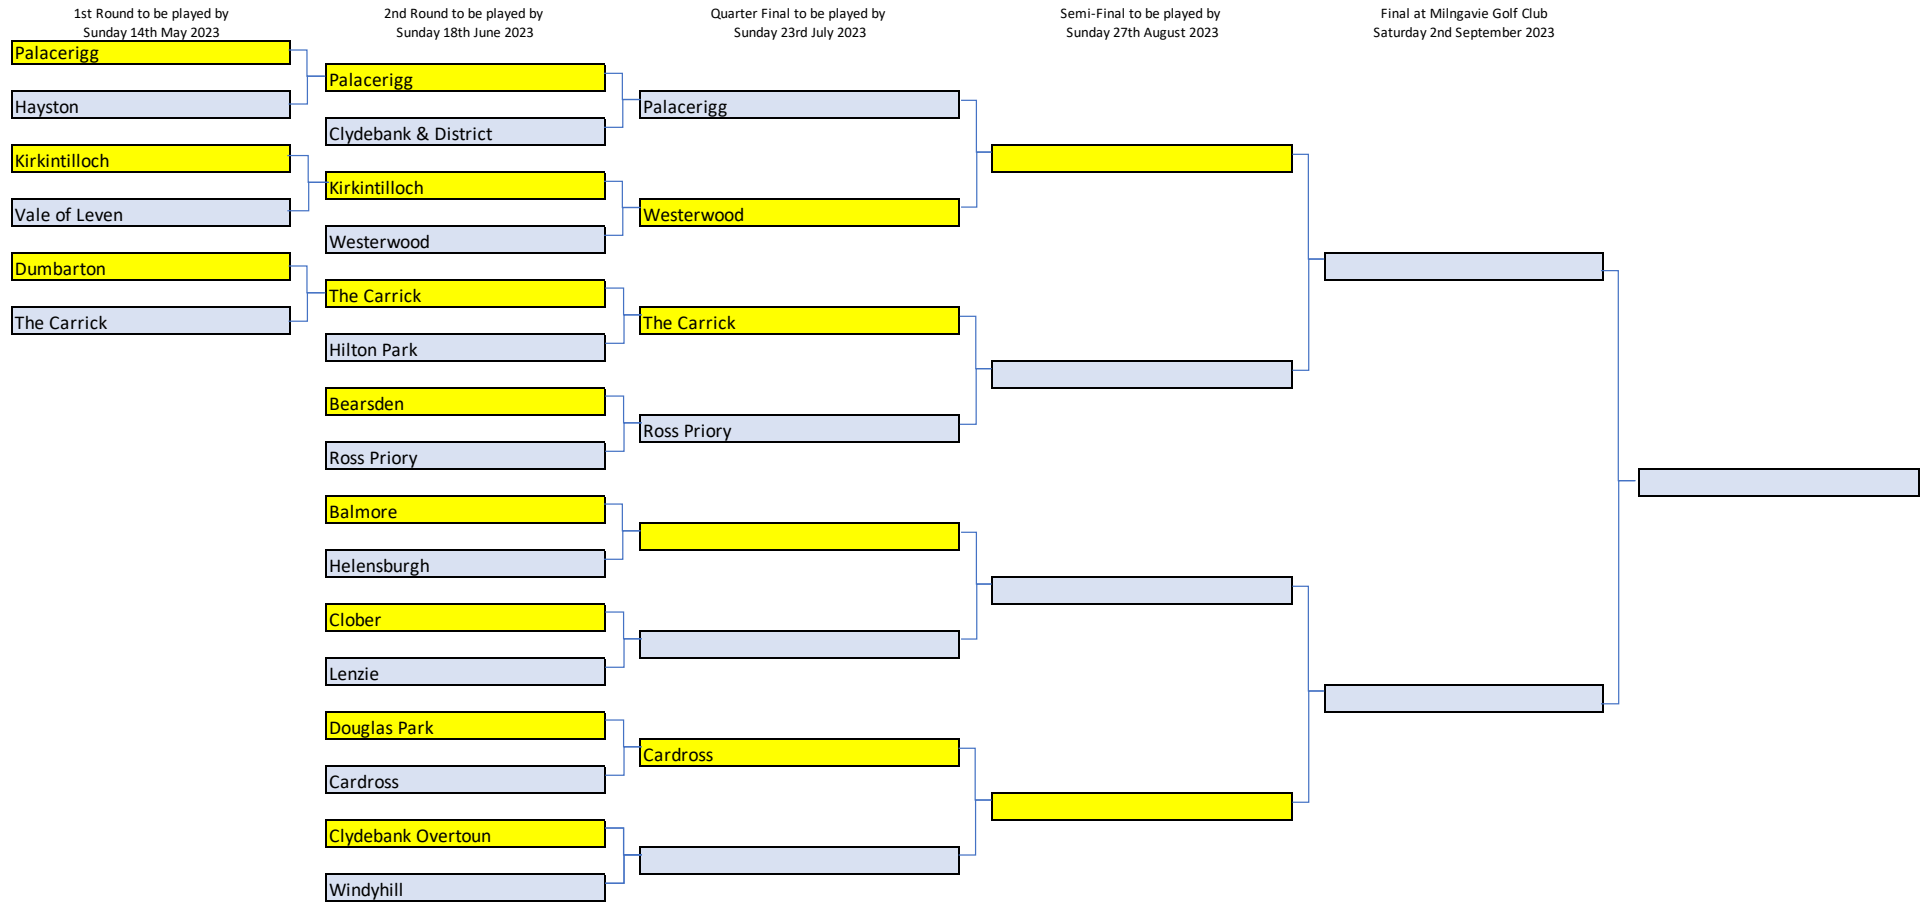 1st Round to be played by
Sunday 14th May 2023
2nd Round to be played by
Sunday 18th June 2023
Quarter Final to be played by
Sunday 23rd July 2023
Semi-Final to be played by
Sunday 27th August 2023
Final at Milngavie Golf Club
Saturday 2nd September 2023
Palacerigg
Hayston
Kirkintilloch
Vale of Leven
Dumbarton
The Carrick
Palacerigg
Clydebank & District
Kirkintilloch
Westerwood
The Carrick
Hilton Park
Bearsden
Ross Priory
Balmore
Helensburgh
Clober
Lenzie
Douglas Park
Cardross
Clydebank Overtoun
Windyhill
Palacerigg
Westerwood
The Carrick
Ross Priory
Cardross